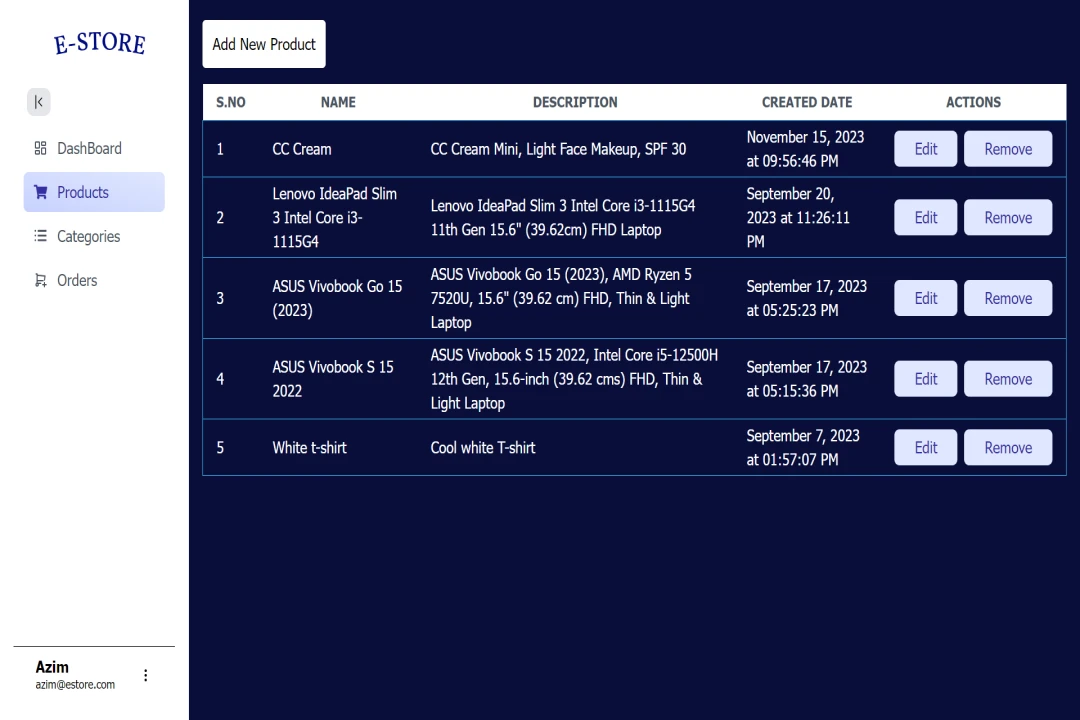 E-STORE
DashBoard
Products
Categories
Orders
Azim
azim@estore.com
Add New Product
S.NO NAME DESCRIPTION CREATED DATE ACTIONS
1 CC Cream CC Cream Mini, Light Face Makeup, SPF 30 November 15, 2023 at 09:56:46 PM Edit Remove
2 Lenovo IdeaPad Slim 3 Intel Core i3-1115G4 Lenovo IdeaPad Slim 3 Intel Core i3-1115G4 11th Gen 15.6" (39.62cm) FHD Laptop September 20, 2023 at 11:26:11 PM Edit Remove
3 ASUS Vivobook Go 15 (2023) ASUS Vivobook Go 15 (2023), AMD Ryzen 5 7520U, 15.6" (39.62 cm) FHD, Thin & Light Laptop September 17, 2023 at 05:25:23 PM Edit Remove
4 ASUS Vivobook S 15 2022 ASUS Vivobook S 15 2022, Intel Core i5-12500H 12th Gen, 15.6-inch (39.62 cms) FHD, Thin & Light Laptop September 17, 2023 at 05:15:36 PM Edit Remove
5 White t-shirt Cool white T-shirt September 7, 2023 at 01:57:07 PM Edit Remove